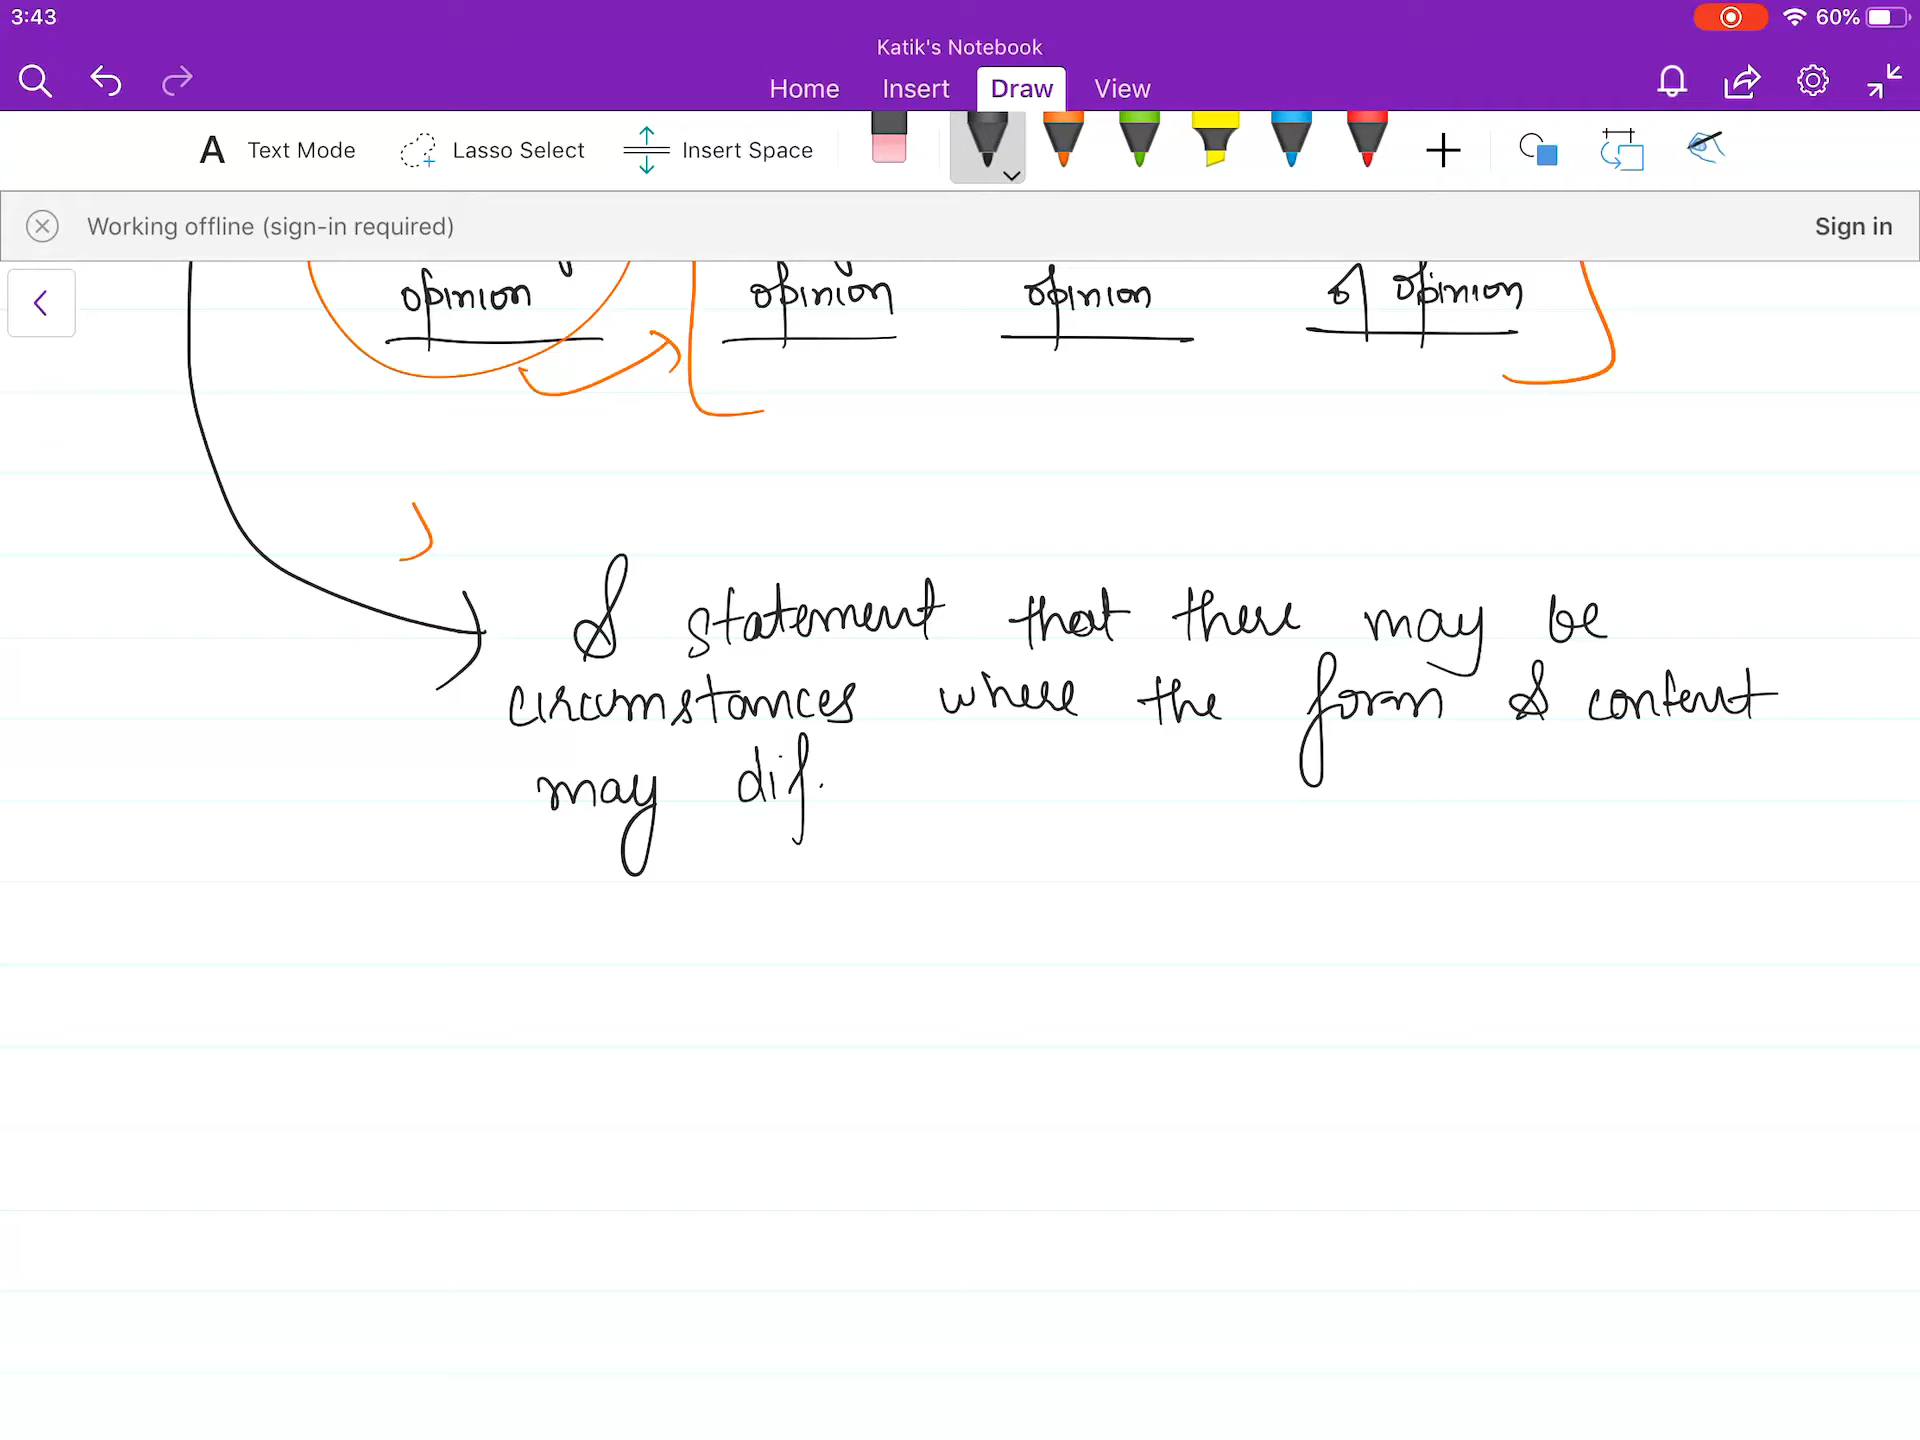 3:43
60%
Katik's Notebook
Home Insert Draw View
A Text Mode Lasso Select Insert Space
Working offline (sign-in required) Sign in
opinion opinion opinion of opinion
& statement that there may be
circumstances where the form & content
may dif.